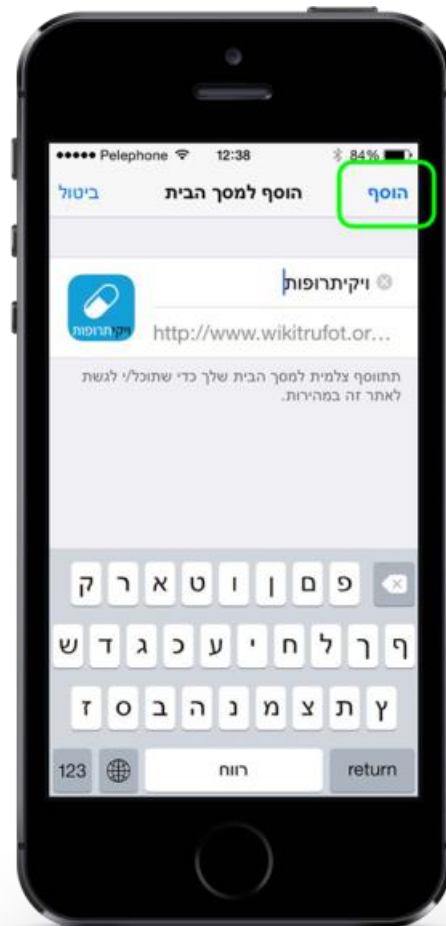 Pelephone 12:38 84%
ביטול הוסף למסך הבית הוסף
ויקיתרופות
ויקיתרופות
http://www.wikitrufot.or...
תתווסף צלמית למסך הבית שלך כדי שתוכל/י לגשת
לאתר זה במהירות.
ק ר א ט ו ן ם פ
ש ד ג כ ע י ח ל ך ף
ז ס ב ה נ מ צ ת ץ
123 רווח return